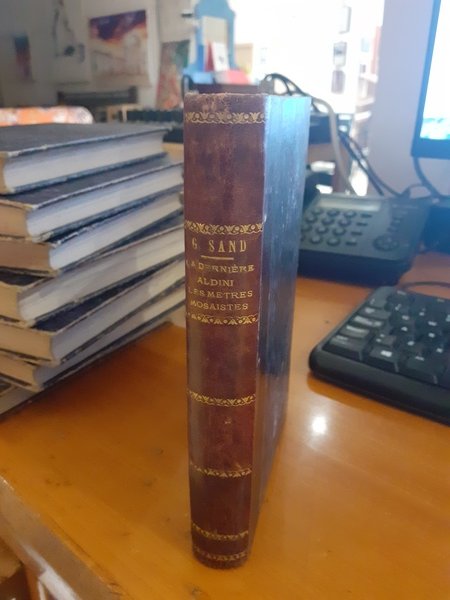 G. SAND
LA DERNIÈRE
ALDINI
LES METRES
MOSAISTES